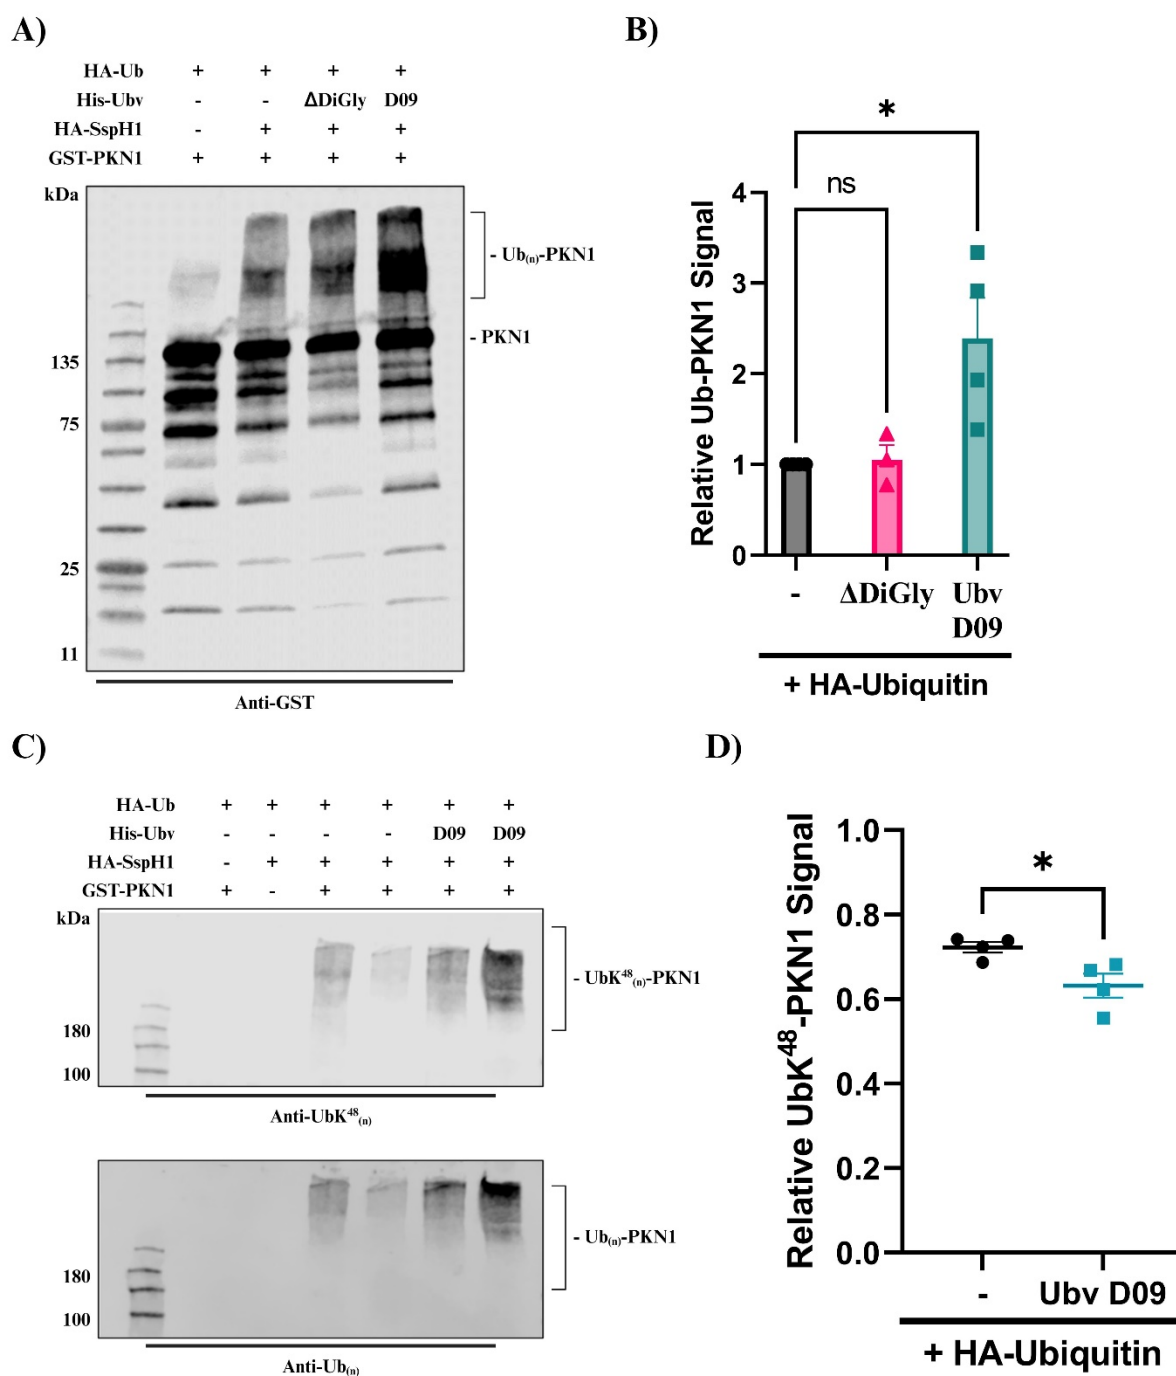 A)
HA-Ub + + + +
His-Ubv - - ΔDiGly D09
HA-SspH1 - + + +
GST-PKN1 + + + +
kDa
- Ub(n)-PKN1
- PKN1
135
75
25
11
Anti-GST
B)
*
ns
Relative Ub-PKN1 Signal
4
3
2
1
0
- ΔDiGly Ubv
D09
+ HA-Ubiquitin
C)
HA-Ub + + + + + +
His-Ubv - - - - D09 D09
HA-SspH1 - + + + + +
GST-PKN1 + - + + + +
kDa
- UbK⁴⁸(n)-PKN1
180
100
Anti-UbK⁴⁸(n)
- Ub(n)-PKN1
180
100
Anti-Ub(n)
D)
*
Relative UbK⁴⁸-PKN1 Signal
1.0
0.8
0.6
0.4
0.2
0.0
- Ubv D09
+ HA-Ubiquitin